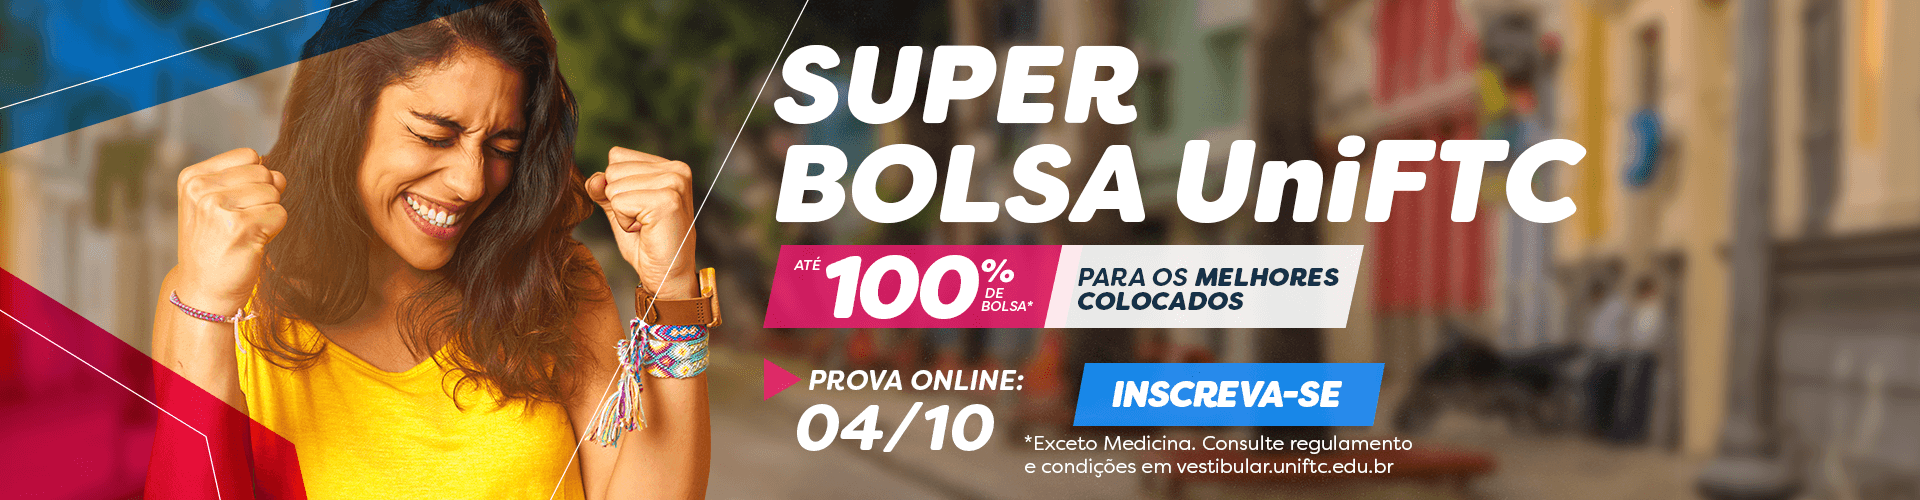 SUPER
BOLSA UniFTC
ATÉ 100% DE BOLSA*
PARA OS MELHORES
COLOCADOS
PROVA ONLINE:
04/10
INSCREVA-SE
*Exceto Medicina. Consulte regulamento
e condições em vestibular.uniftc.edu.br